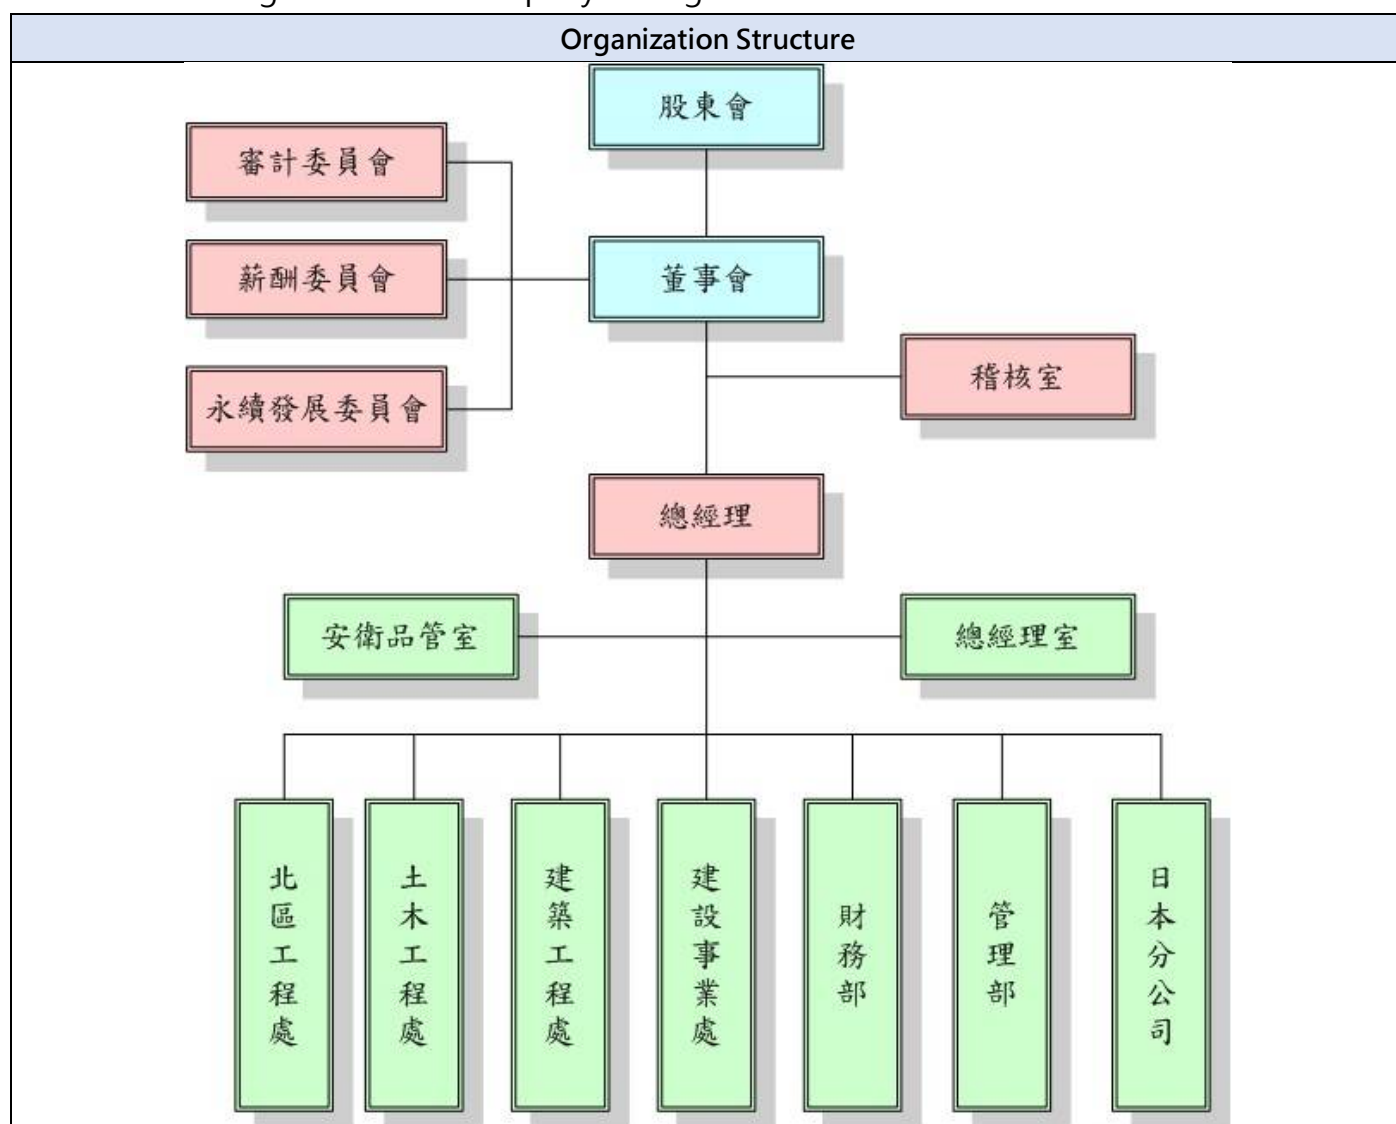 Organization Structure
股東會
審計委員會
薪酬委員會
董事會
稽核室
永續發展委員會
總經理
安衛品管室
總經理室
北區工程處
土木工程處
建築工程處
建設事業處
財務部
管理部
日本分公司